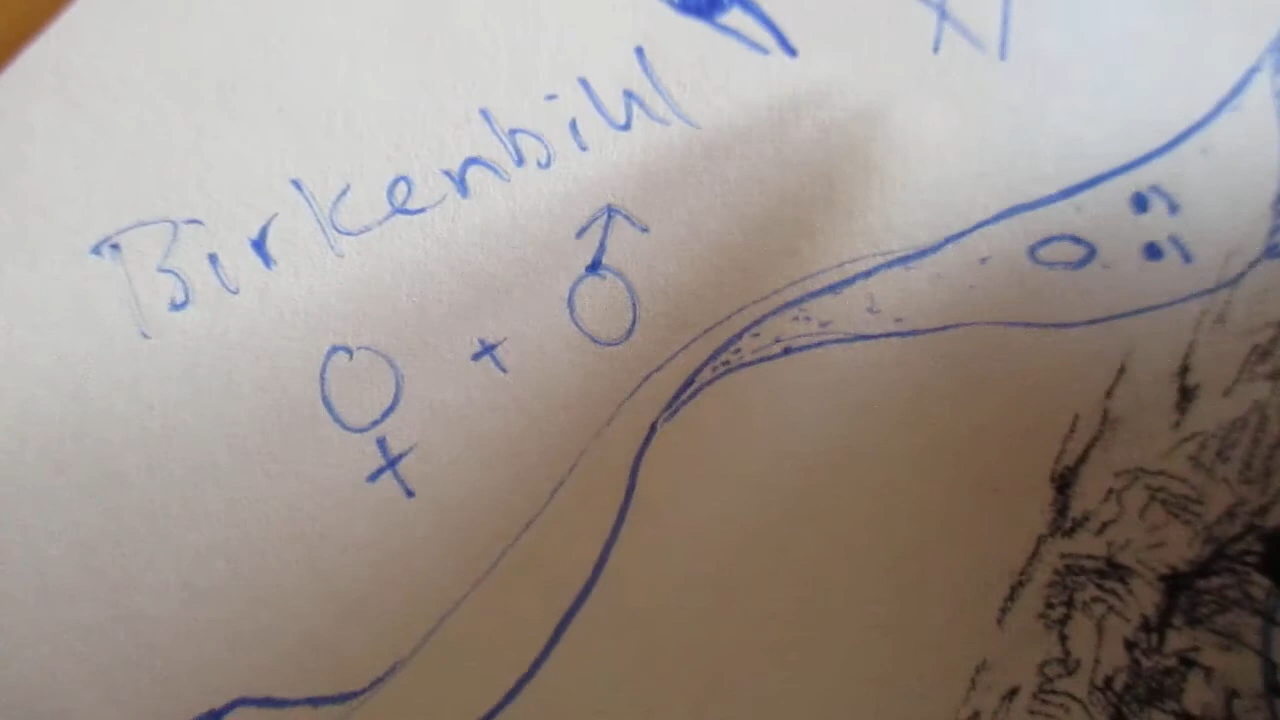 Birkenbihl
♀ + ♂